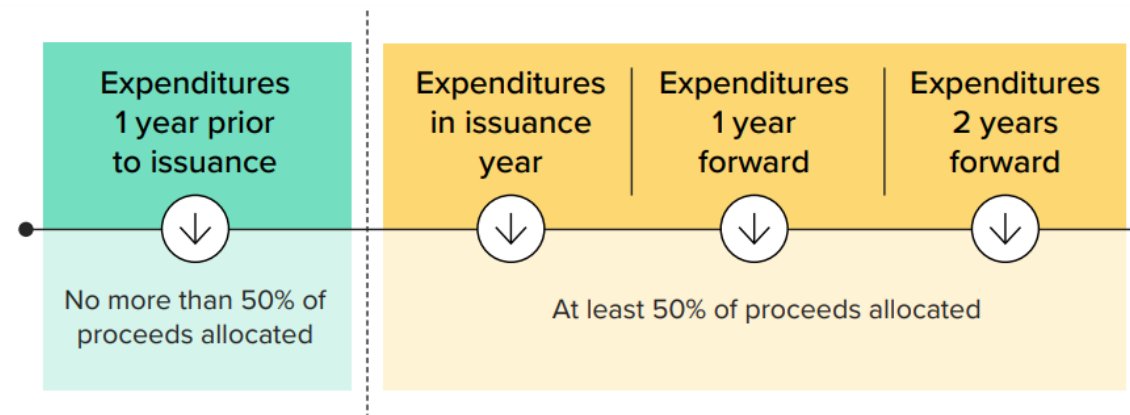 Expenditures
1 year prior
to issuance
Expenditures
in issuance
year
Expenditures
1 year
forward
Expenditures
2 years
forward
No more than 50% of
proceeds allocated
At least 50% of proceeds allocated